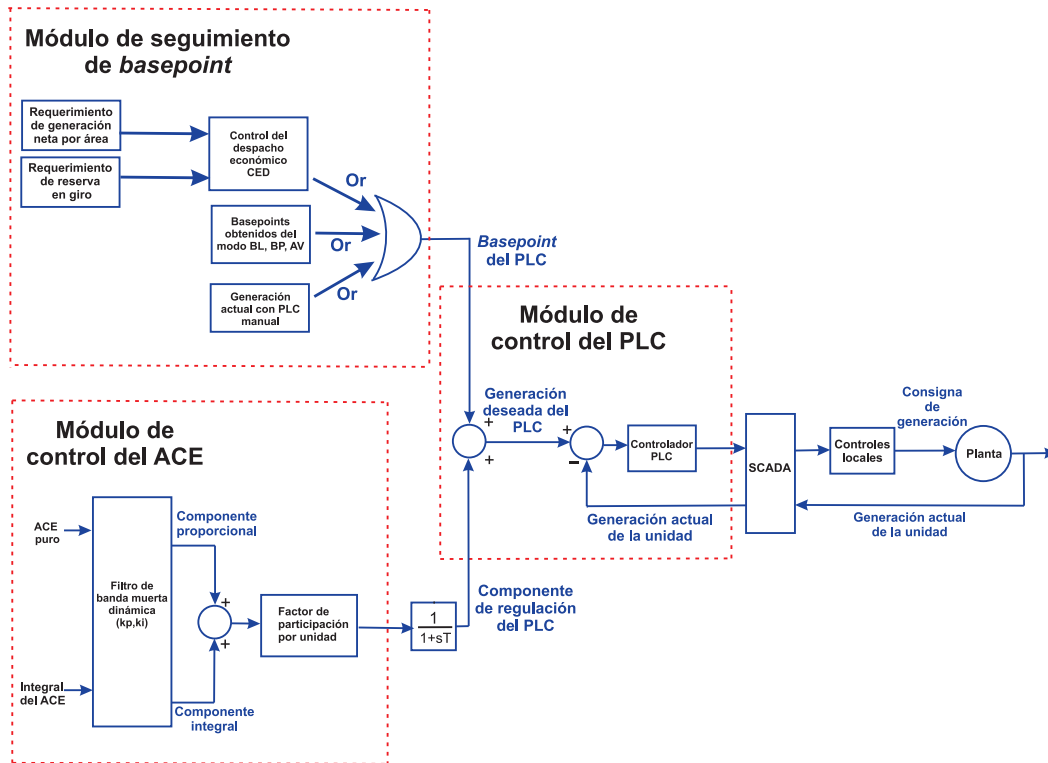 Módulo de seguimiento
de basepoint
Requerimiento
de generación
neta por área
Requerimiento
de reserva
en giro
Control del
despacho
económico
CED
Or
Basepoints
obtenidos del
modo BL, BP, AV
Or
Generación
actual con PLC
manual
Or
Basepoint
del PLC
Módulo de
control del PLC
Generación
deseada del
PLC
+
+
+
−
Controlador
PLC
Generación actual
de la unidad
SCADA
Controles
locales
Consigna
de
generación
Planta
Generación actual
de la unidad
Módulo de
control del ACE
ACE
puro
Integral
del ACE
Filtro de
banda muerta
dinámica
(kp,ki)
Componente
proporcional
+
+
Componente
integral
Factor de
participación
por unidad
1
1+sT
Componente
de regulación
del PLC